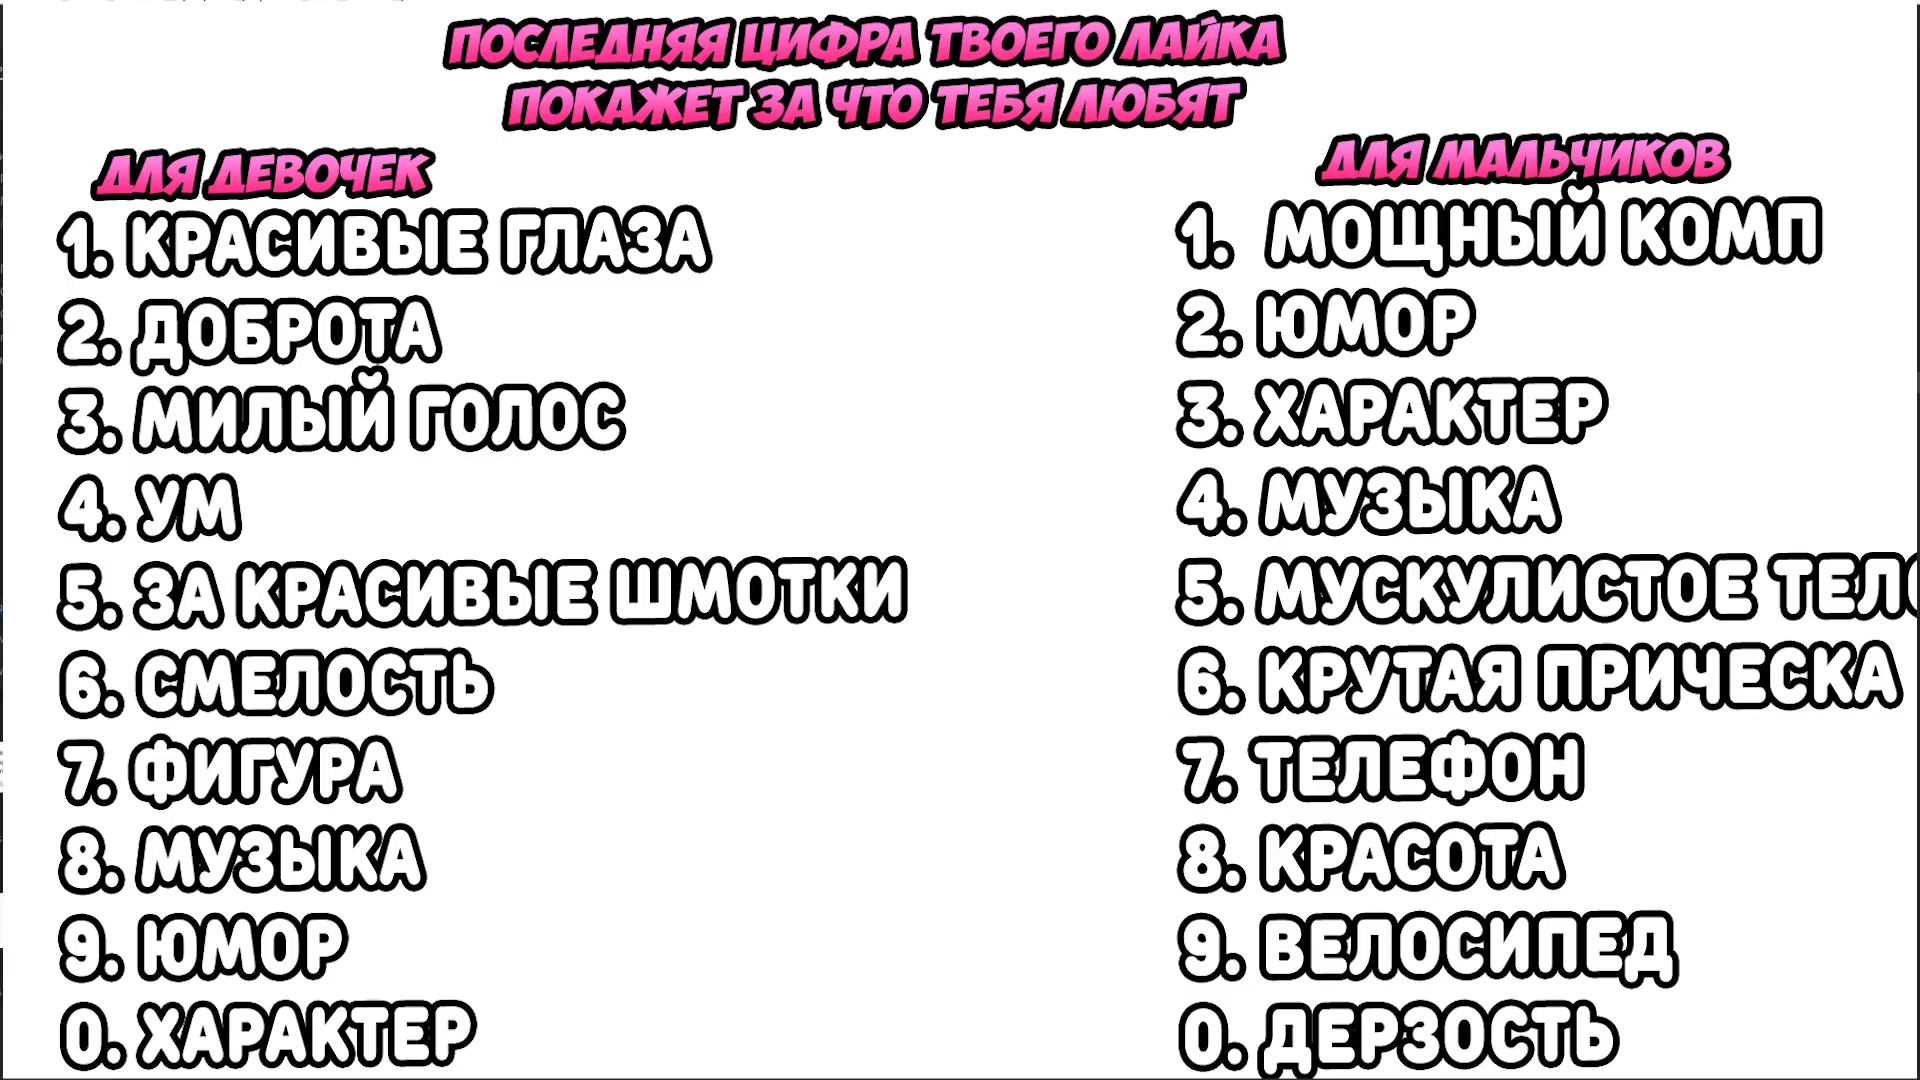 ПОСЛЕДНЯЯ ЦИФРА ТВОЕГО ЛАЙКА
ПОКАЖЕТ ЗА ЧТО ТЕБЯ ЛЮБЯТ
ДЛЯ ДЕВОЧЕК
1. КРАСИВЫЕ ГЛАЗА
2. ДОБРОТА
3. МИЛЫЙ ГОЛОС
4. УМ
5. ЗА КРАСИВЫЕ ШМОТКИ
6. СМЕЛОСТЬ
7. ФИГУРА
8. МУЗЫКА
9. ЮМОР
0. ХАРАКТЕР
ДЛЯ МАЛЬЧИКОВ
1. МОЩНЫЙ КОМП
2. ЮМОР
3. ХАРАКТЕР
4. МУЗЫКА
5. МУСКУЛИСТОЕ ТЕЛО
6. КРУТАЯ ПРИЧЕСКА
7. ТЕЛЕФОН
8. КРАСОТА
9. ВЕЛОСИПЕД
0. ДЕРЗОСТЬ